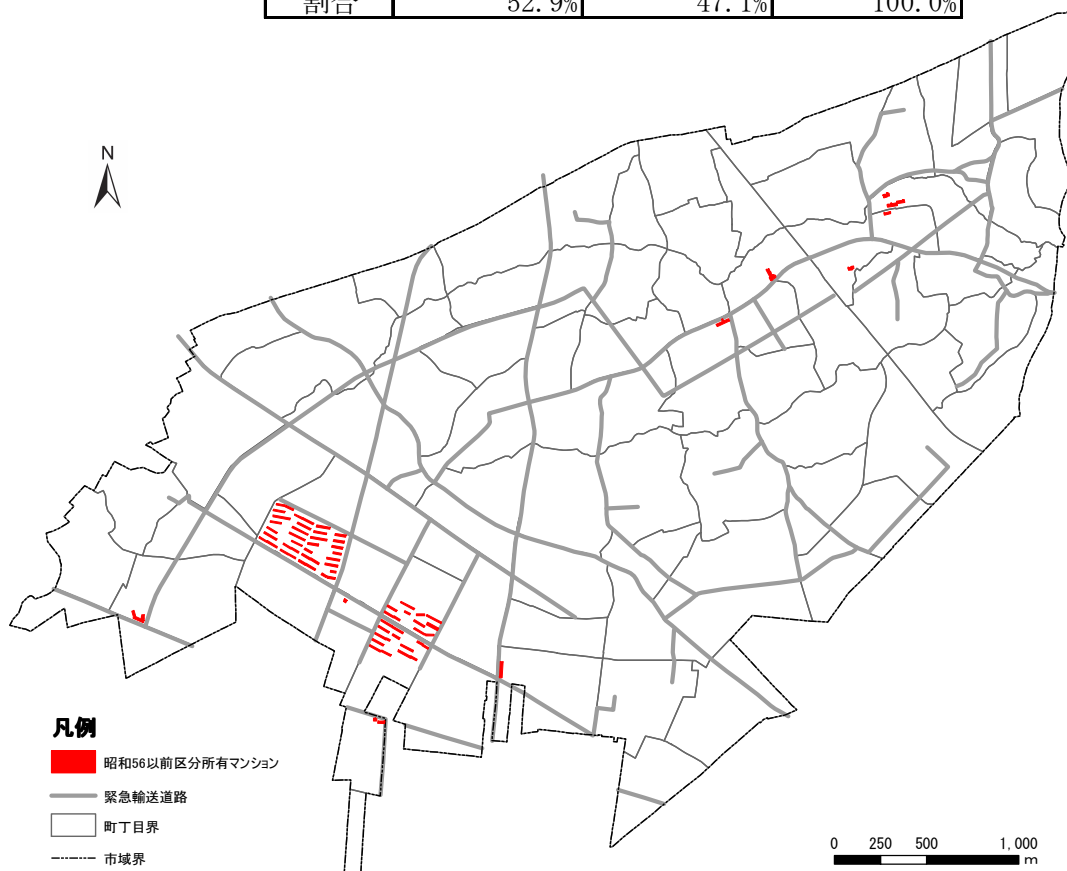 割合 52.9% 47.1% 100.0%
N
凡例
昭和56以前区分所有マンション
緊急輸送道路
町丁目界
市域界
0 250 500 1,000
m